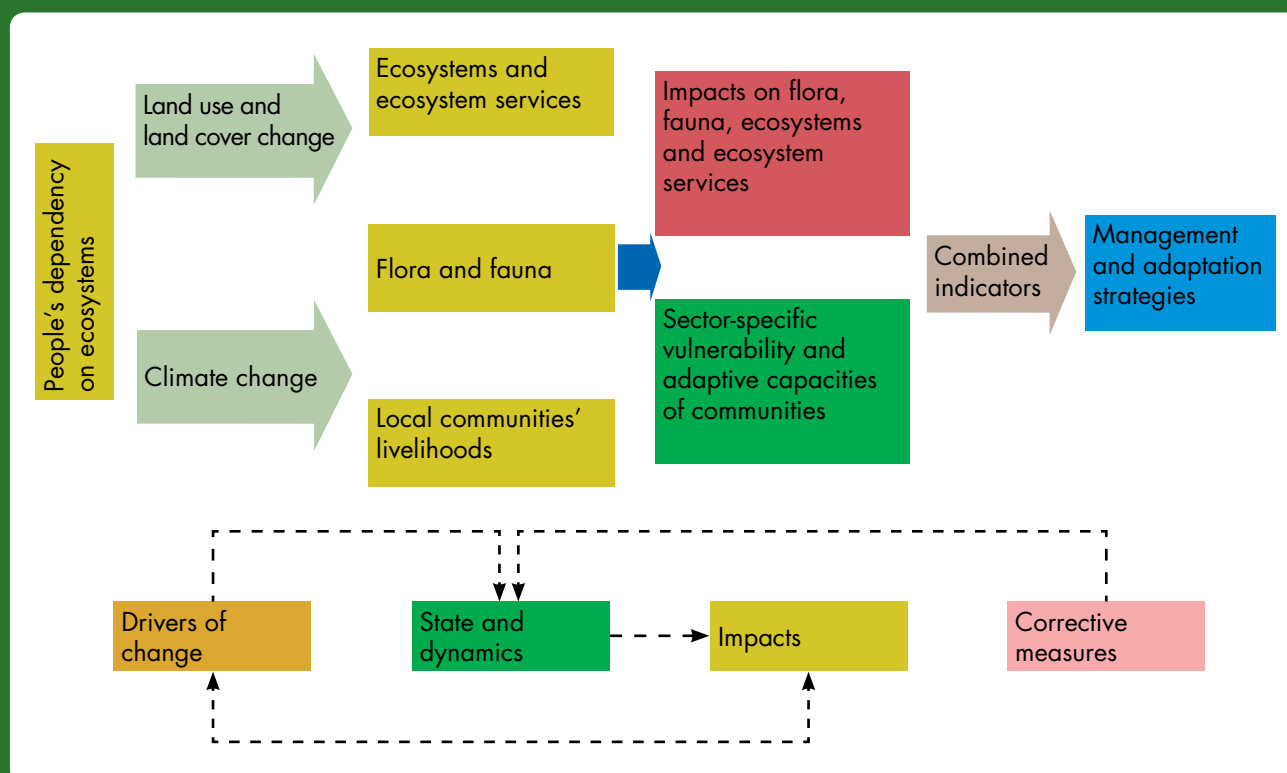 People's dependency
on ecosystems
Land use and
land cover change
Climate change
Ecosystems and
ecosystem services
Flora and fauna
Local communities'
livelihoods
Impacts on flora,
fauna, ecosystems
and ecosystem
services
Sector-specific
vulnerability and
adaptive capacities
of communities
Combined
indicators
Management
and adaptation
strategies
Drivers of
change
State and
dynamics
Impacts
Corrective
measures